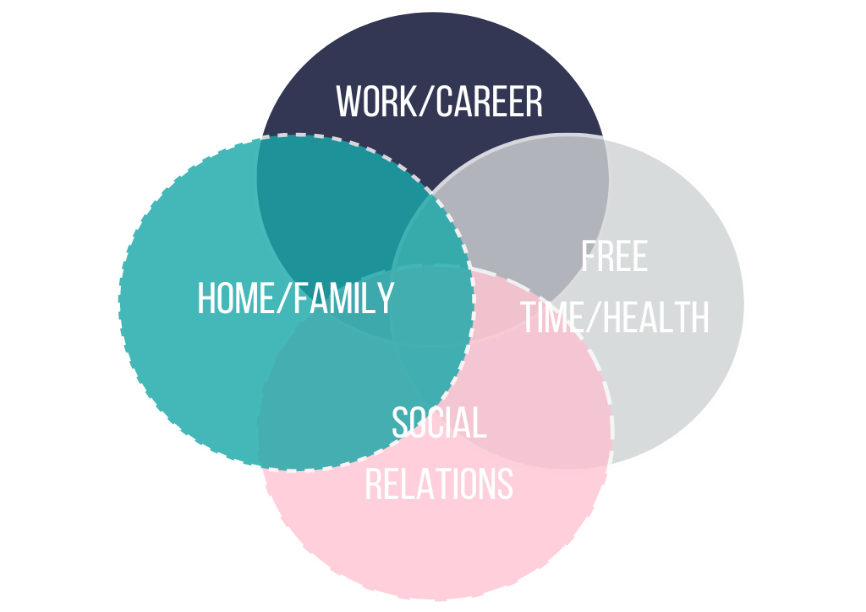 WORK/CAREER
HOME/FAMILY
FREE
TIME/HEALTH
SOCIAL
RELATIONS